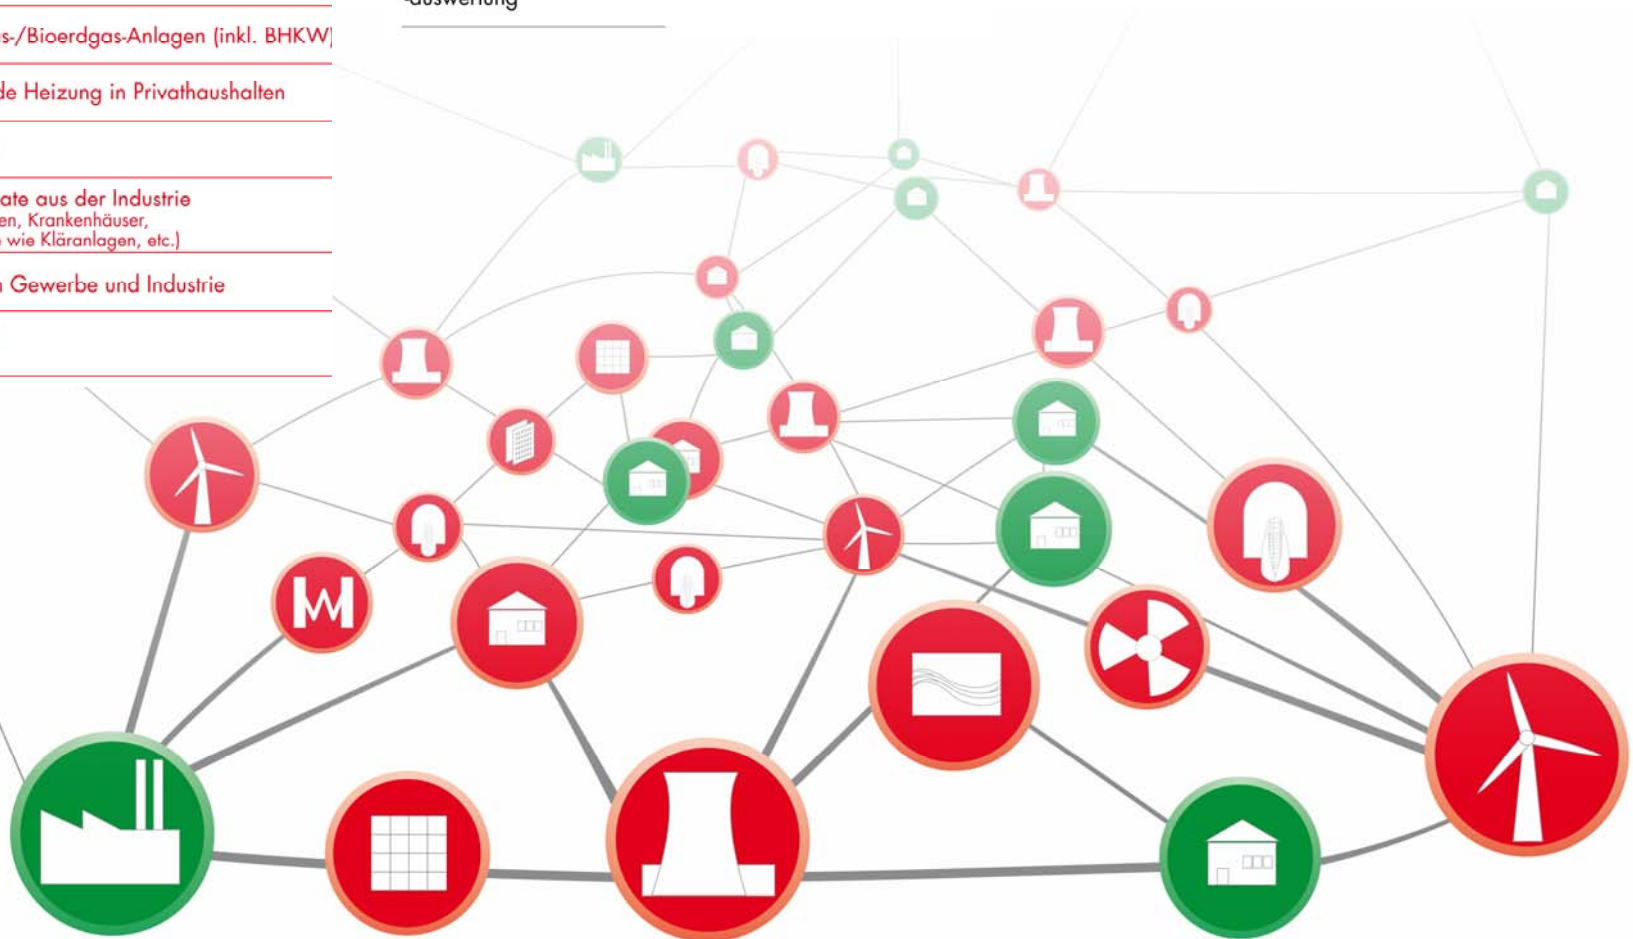 -auswertung
s-/Bioerdgas-Anlagen (inkl. BHKW)
de Heizung in Privathaushalten
ate aus der Industrie
en, Krankenhäuser,
wie Kläranlagen, etc.)
n Gewerbe und Industrie
W